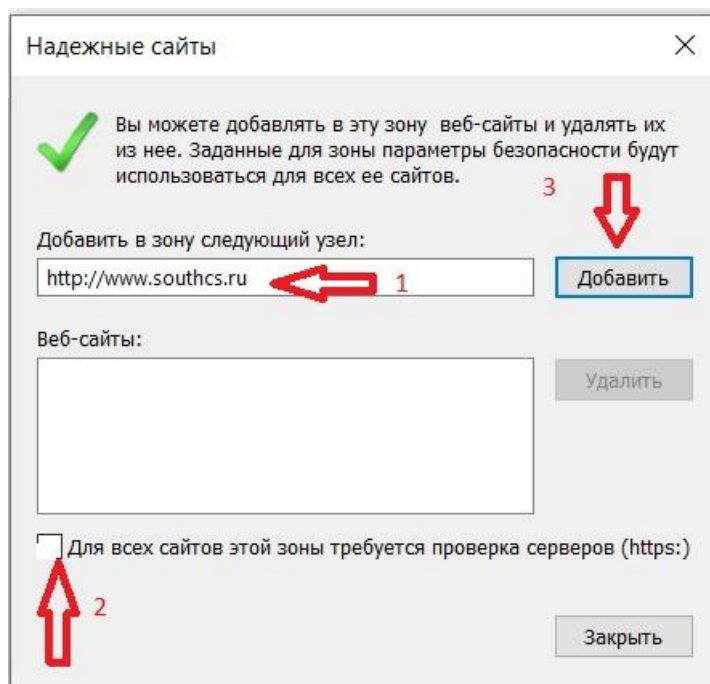 Надежные сайты
Вы можете добавлять в эту зону веб-сайты и удалять их
из нее. Заданные для зоны параметры безопасности будут
использоваться для всех ее сайтов.
3
Добавить в зону следующий узел:
http://www.southcs.ru
1
Добавить
Веб-сайты:
Удалить
Для всех сайтов этой зоны требуется проверка серверов (https:)
2
Закрыть